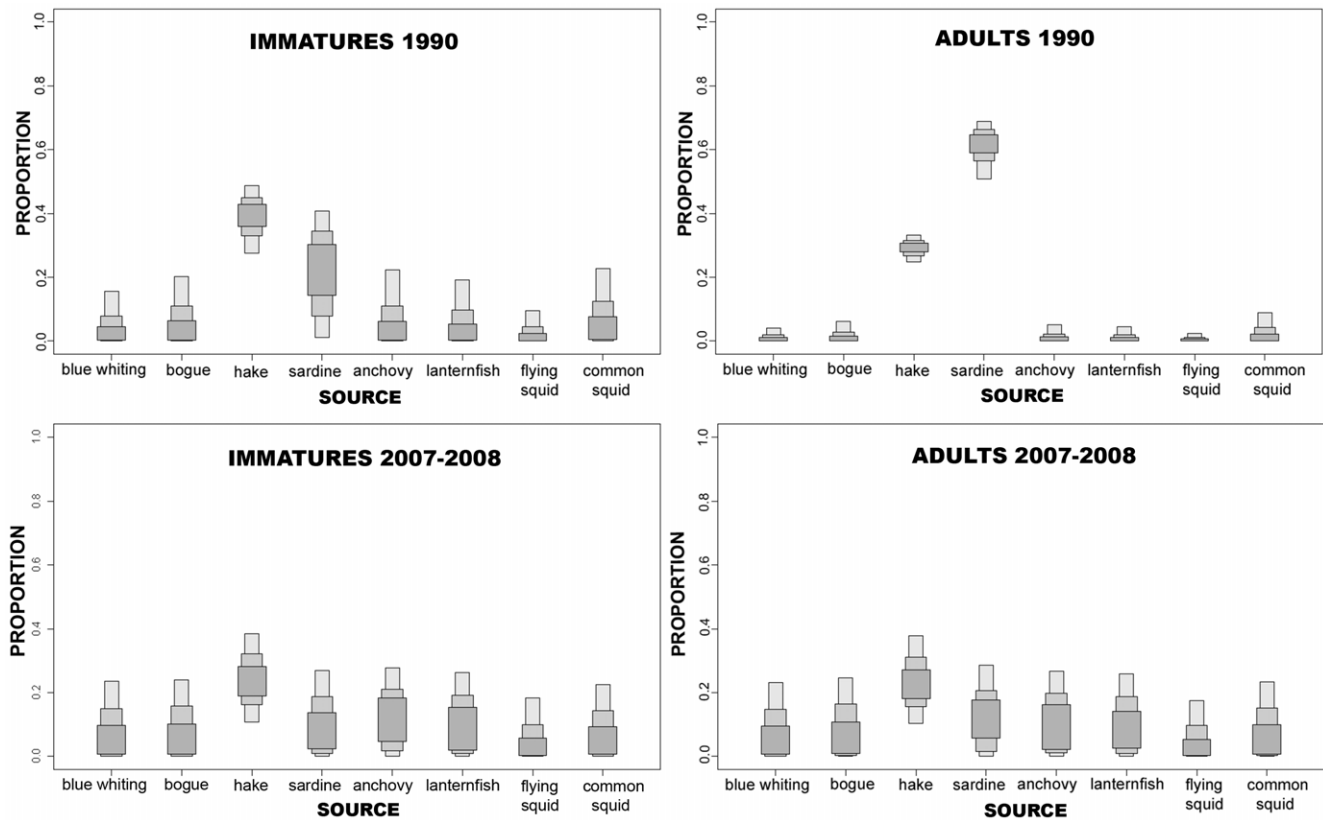 IMMATURES 1990
PROPORTION
1.0
0.8
0.6
0.4
0.2
0.0
blue whiting bogue hake sardine anchovy lanternfish flying squid common squid
SOURCE
ADULTS 1990
PROPORTION
1.0
0.8
0.6
0.4
0.2
0.0
blue whiting bogue hake sardine anchovy lanternfish flying squid common squid
SOURCE
IMMATURES 2007-2008
PROPORTION
1.0
0.8
0.6
0.4
0.2
0.0
blue whiting bogue hake sardine anchovy lanternfish flying squid common squid
SOURCE
ADULTS 2007-2008
PROPORTION
1.0
0.8
0.6
0.4
0.2
0.0
blue whiting bogue hake sardine anchovy lanternfish flying squid common squid
SOURCE